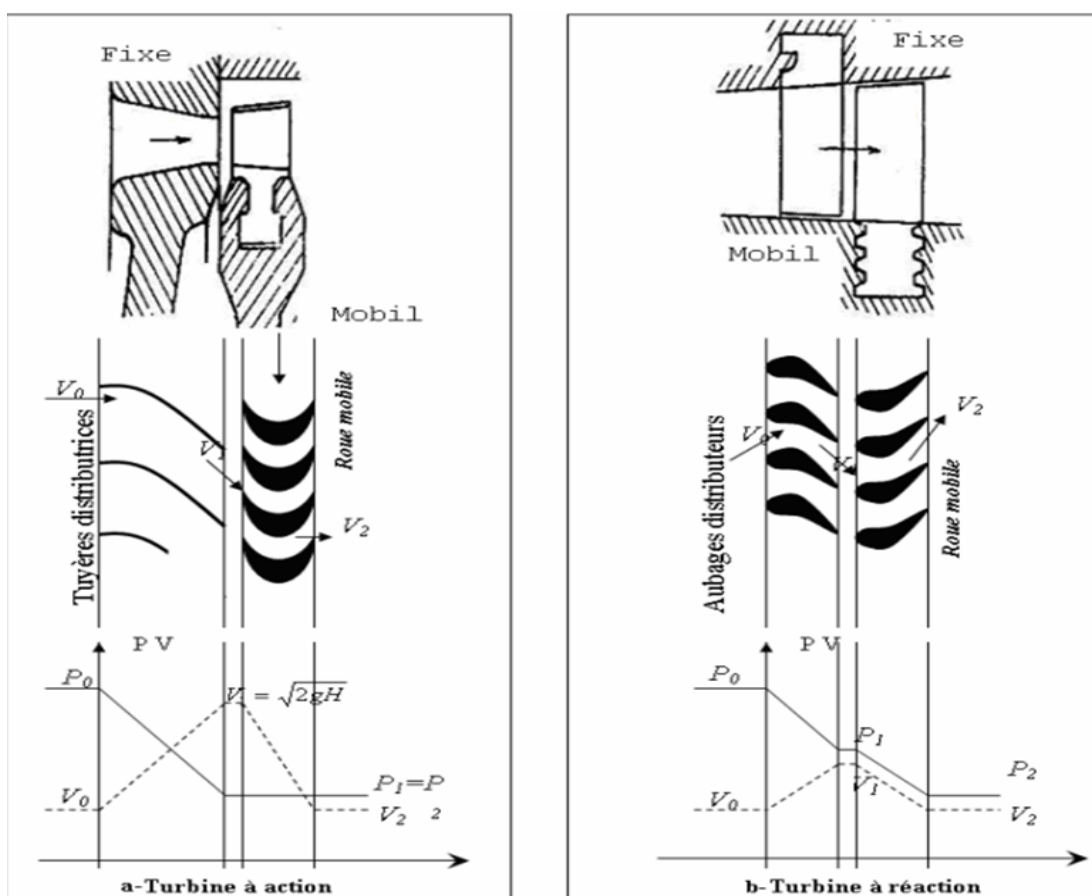 Fixe
Mobil
V0
Tuyères distributrices
V1
Roue mobile
V2
P V
P0
V = √2gH
V0
P1=P
2
V2
a-Turbine à action
Fixe
Mobil
Aubages distributeurs
V0
V
V2
Roue mobile
P V
P0
P1
V0
V1
P2
V2
b- Turbine à réaction